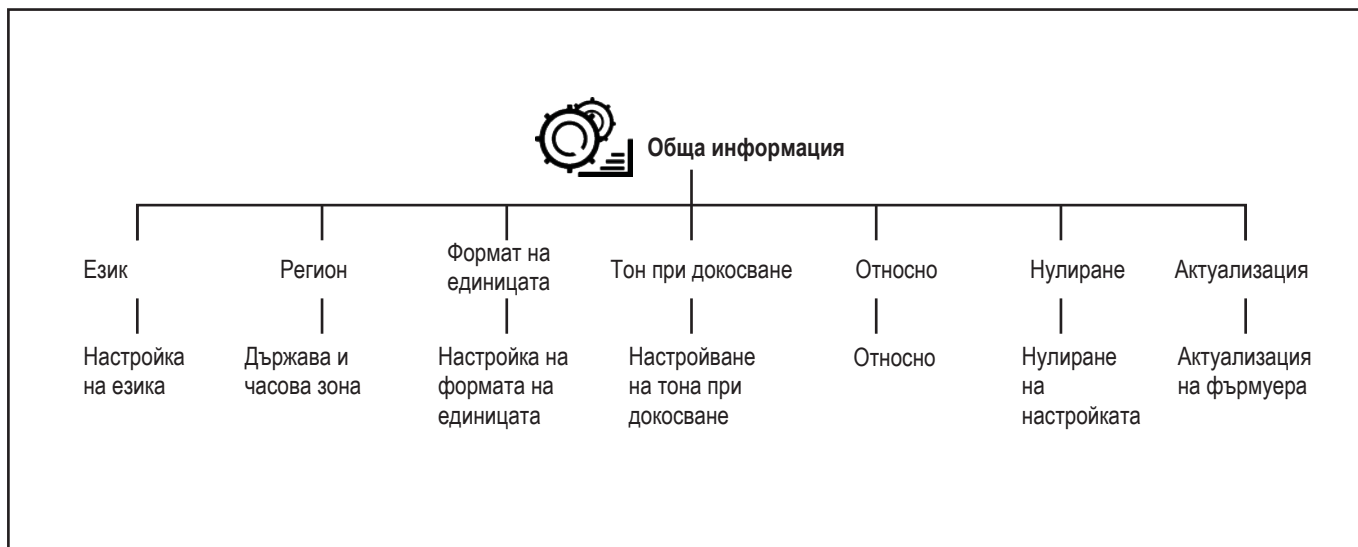 Обща информация
Език
Регион
Формат на
единицата
Тон при докосване
Относно
Нулиране
Актуализация
Настройка
на езика
Държава и
часова зона
Настройка на
формата на
единицата
Настройване
на тона при
докосване
Относно
Нулиране
на
настройката
Актуализация
на фърмуера